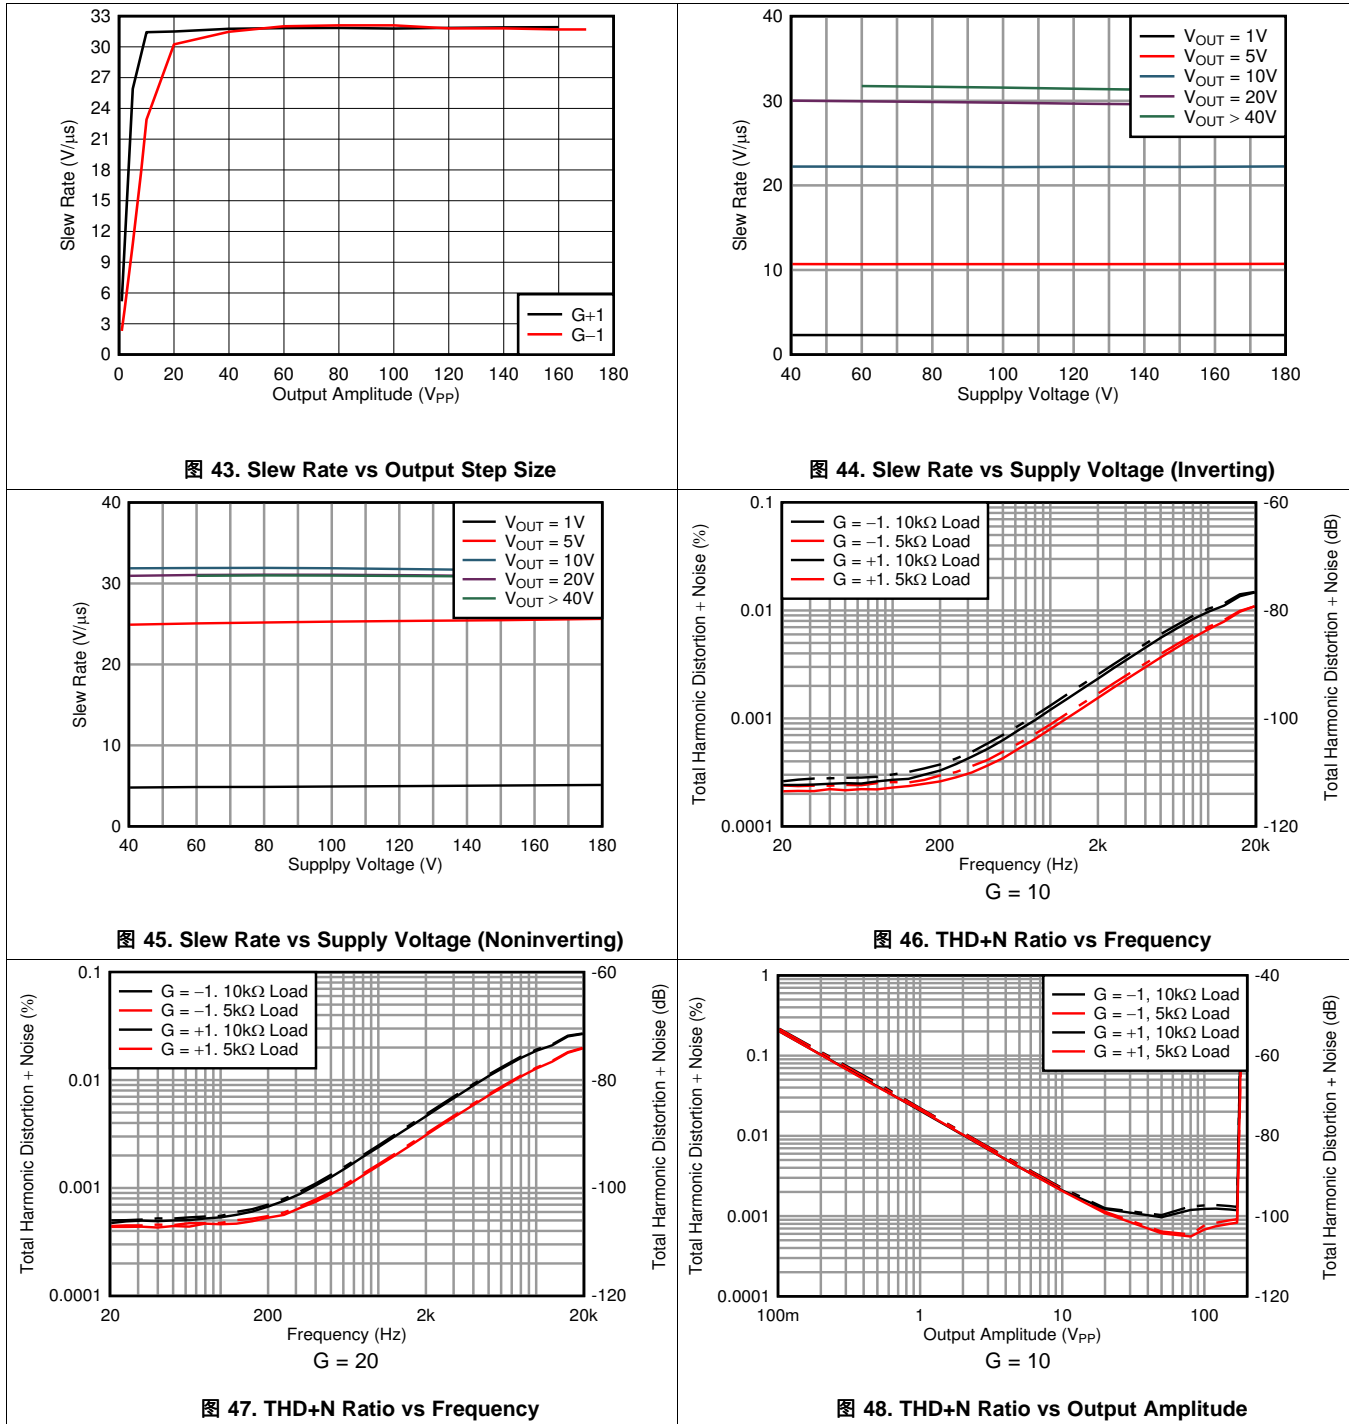 33
30
27
24
21
18
15
12
9
6
3
0
Slew Rate (V/μs)
G+1
G−1
0 20 40 60 80 100 120 140 160 180
Output Amplitude (VPP)
图 43. Slew Rate vs Output Step Size
40
30
20
10
0
Slew Rate (V/μs)
VOUT = 1V
VOUT = 5V
VOUT = 10V
VOUT = 20V
VOUT > 40V
40 60 80 100 120 140 160 180
Supplpy Voltage (V)
图 44. Slew Rate vs Supply Voltage (Inverting)
40
30
20
10
0
Slew Rate (V/μs)
VOUT = 1V
VOUT = 5V
VOUT = 10V
VOUT = 20V
VOUT > 40V
40 60 80 100 120 140 160 180
Supplpy Voltage (V)
图 45. Slew Rate vs Supply Voltage (Noninverting)
0.1
0.01
0.001
0.0001
Total Harmonic Distortion + Noise (%)
G = −1. 10kΩ Load
G = −1. 5kΩ Load
G = +1. 10kΩ Load
G = +1. 5kΩ Load
-60
-80
-100
-120
Total Harmonic Distortion + Noise (dB)
20 200 2k 20k
Frequency (Hz)
G = 10
图 46. THD+N Ratio vs Frequency
0.1
0.01
0.001
0.0001
Total Harmonic Distortion + Noise (%)
G = −1. 10kΩ Load
G = −1. 5kΩ Load
G = +1. 10kΩ Load
G = +1. 5kΩ Load
-60
-80
-100
-120
Total Harmonic Distortion + Noise (dB)
20 200 2k 20k
Frequency (Hz)
G = 20
图 47. THD+N Ratio vs Frequency
1
0.1
0.01
0.001
0.0001
Total Harmonic Distortion + Noise (%)
G = −1, 10kΩ Load
G = −1, 5kΩ Load
G = +1, 10kΩ Load
G = +1, 5kΩ Load
-40
-60
-80
-100
-120
Total Harmonic Distortion + Noise (dB)
100m 1 10 100
Output Amplitude (VPP)
G = 10
图 48. THD+N Ratio vs Output Amplitude